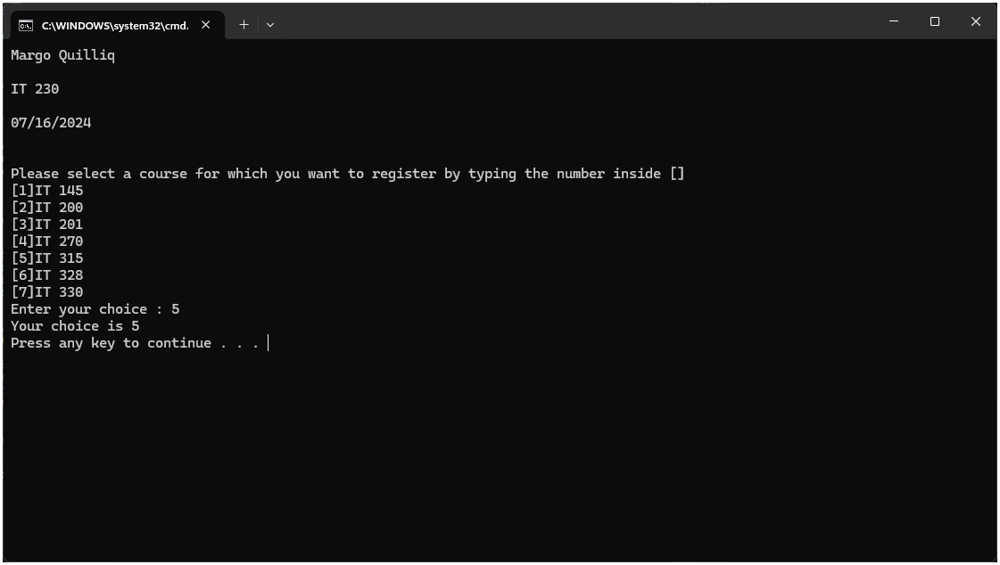 C:\WINDOWS\system32\cmd.
Margo Quilliq
IT 230
07/16/2024
Please select a course for which you want to register by typing the number inside []
[1]IT 145
[2]IT 200
[3]IT 201
[4]IT 270
[5]IT 315
[6]IT 328
[7]IT 330
Enter your choice : 5
Your choice is 5
Press any key to continue . . .